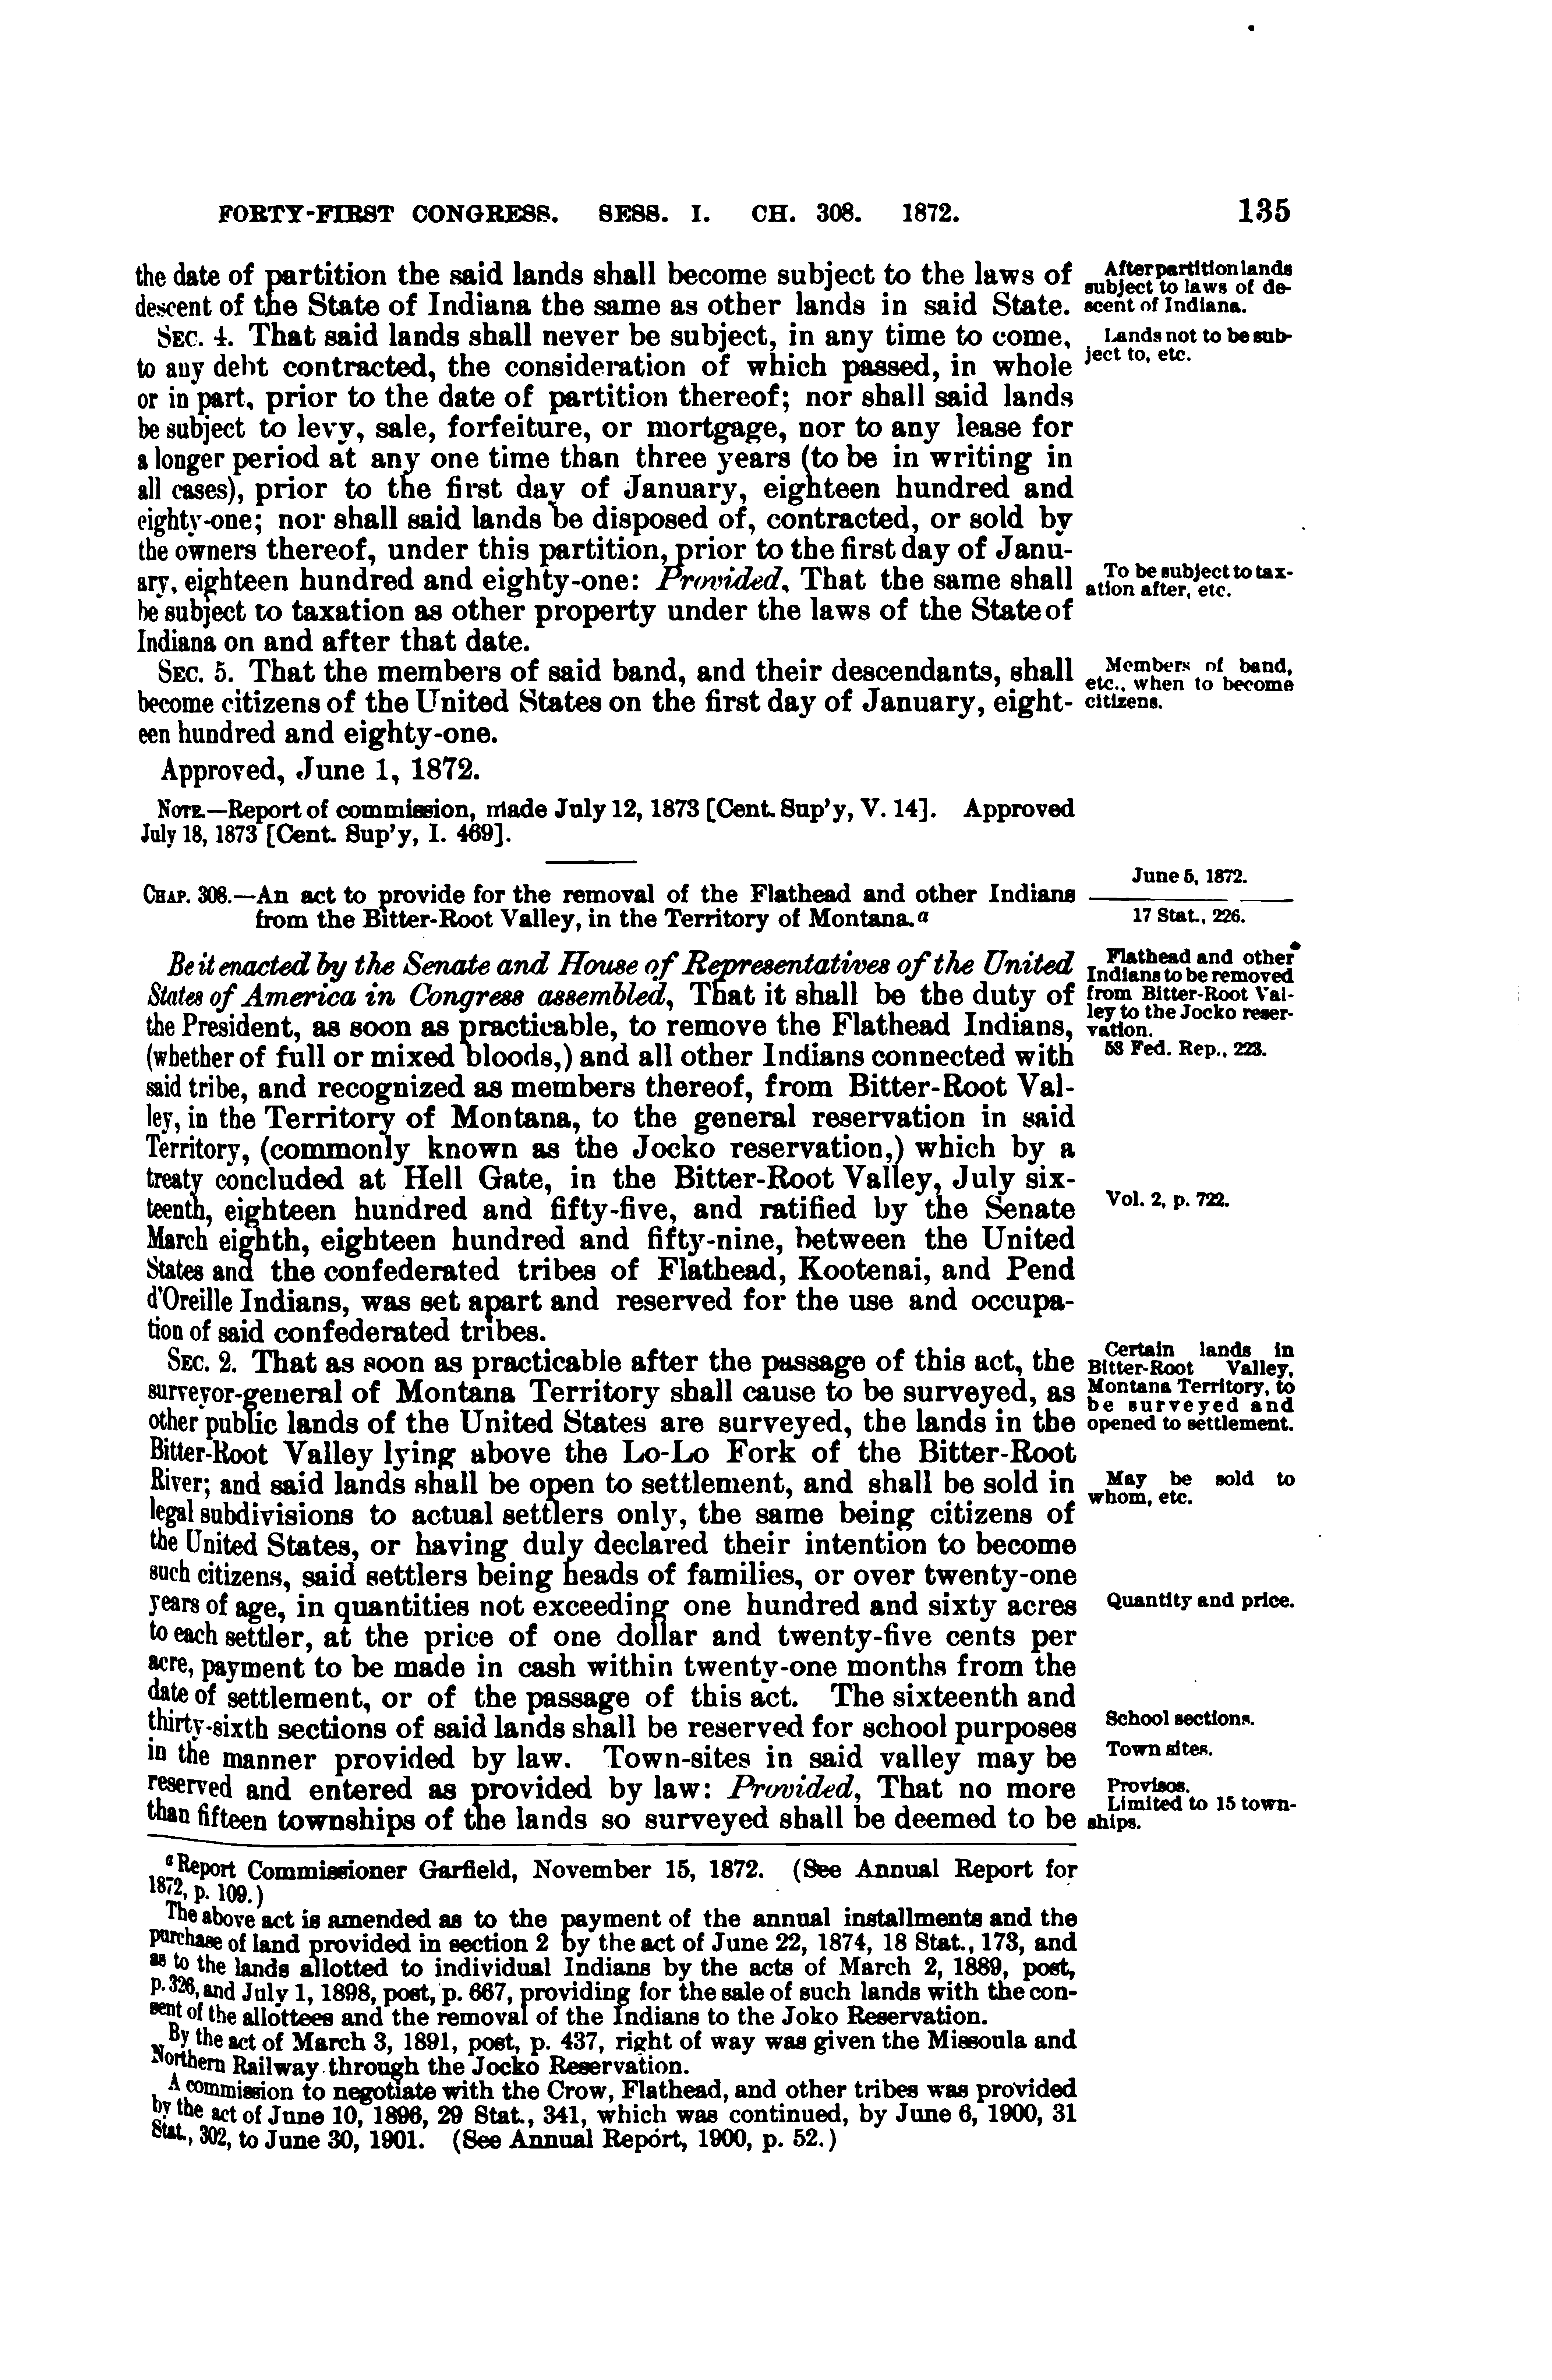 FORTY-FIRST CONGRESS. SESS. I. CH. 308. 1872. 135
the date of partition the said lands shall become subject to the laws of
descent of the State of Indiana the same as other lands in said State.
After partition lands
subject to laws of de-
scent of Indiana.
SEC. 4. That said lands shall never be subject, in any time to come,
to any debt contracted, the consideration of which passed, in whole
or in part, prior to the date of partition thereof; nor shall said lands
be subject to levy, sale, forfeiture, or mortgage, nor to any lease for
a longer period at any one time than three years (to be in writing in
all cases), prior to the first day of January, eighteen hundred and
eighty-one; nor shall said lands be disposed of, contracted, or sold by
the owners thereof, under this partition, prior to the first day of Janu-
ary, eighteen hundred and eighty-one: Provided, That the same shall
be subject to taxation as other property under the laws of the State of
Indiana on and after that date.
Lands not to be sub-
ject to, etc.
To be subject to tax-
ation after, etc.
SEC. 5. That the members of said band, and their descendants, shall
become citizens of the United States on the first day of January, eight-
een hundred and eighty-one.
Members of band,
etc., when to become
citizens.
Approved, June 1, 1872.
NOTE.—Report of commission, made July 12, 1873 [Cent. Sup'y, V. 14]. Approved
July 18, 1873 [Cent. Sup'y, I. 469].
CHAP. 308.—An act to provide for the removal of the Flathead and other Indians
from the Bitter-Root Valley, in the Territory of Montana.a
June 5, 1872.
17 Stat., 226.
Be it enacted by the Senate and House of Representatives of the United
States of America in Congress assembled, That it shall be the duty of
the President, as soon as practicable, to remove the Flathead Indians,
(whether of full or mixed bloods,) and all other Indians connected with
said tribe, and recognized as members thereof, from Bitter-Root Val-
ley, in the Territory of Montana, to the general reservation in said
Territory, (commonly known as the Jocko reservation,) which by a
treaty concluded at Hell Gate, in the Bitter-Root Valley, July six-
teenth, eighteen hundred and fifty-five, and ratified by the Senate
March eighth, eighteen hundred and fifty-nine, between the United
States and the confederated tribes of Flathead, Kootenai, and Pend
d'Oreille Indians, was set apart and reserved for the use and occupa-
tion of said confederated tribes.
Flathead and other
Indians to be removed
from Bitter-Root Val-
ley to the Jocko reser-
vation.
53 Fed. Rep., 223.
Vol. 2, p. 722.
SEC. 2. That as soon as practicable after the passage of this act, the
surveyor-general of Montana Territory shall cause to be surveyed, as
other public lands of the United States are surveyed, the lands in the
Bitter-Root Valley lying above the Lo-Lo Fork of the Bitter-Root
River; and said lands shall be open to settlement, and shall be sold in
legal subdivisions to actual settlers only, the same being citizens of
the United States, or having duly declared their intention to become
such citizens, said settlers being heads of families, or over twenty-one
years of age, in quantities not exceeding one hundred and sixty acres
to each settler, at the price of one dollar and twenty-five cents per
acre, payment to be made in cash within twenty-one months from the
date of settlement, or of the passage of this act. The sixteenth and
thirty-sixth sections of said lands shall be reserved for school purposes
in the manner provided by law. Town-sites in said valley may be
reserved and entered as provided by law: Provided, That no more
than fifteen townships of the lands so surveyed shall be deemed to be
Certain lands in
Bitter-Root Valley,
Montana Territory, to
be surveyed and
opened to settlement.
May be sold to
whom, etc.
Quantity and price.
School sections.
Town sites.
Provisos.
Limited to 15 town-
ships.
a Report Commissioner Garfield, November 15, 1872. (See Annual Report for
1872, p. 109.)
The above act is amended as to the payment of the annual installments and the
purchase of land provided in section 2 by the act of June 22, 1874, 18 Stat., 173, and
as to the lands allotted to individual Indians by the acts of March 2, 1889, post,
p. 326, and July 1, 1898, post, p. 667, providing for the sale of such lands with the con-
sent of the allottees and the removal of the Indians to the Joko Reservation.
By the act of March 3, 1891, post, p. 437, right of way was given the Missoula and
Northern Railway through the Jocko Reservation.
A commission to negotiate with the Crow, Flathead, and other tribes was provided
by the act of June 10, 1896, 29 Stat., 341, which was continued, by June 6, 1900, 31
Stat., 302, to June 30, 1901. (See Annual Report, 1900, p. 52.)